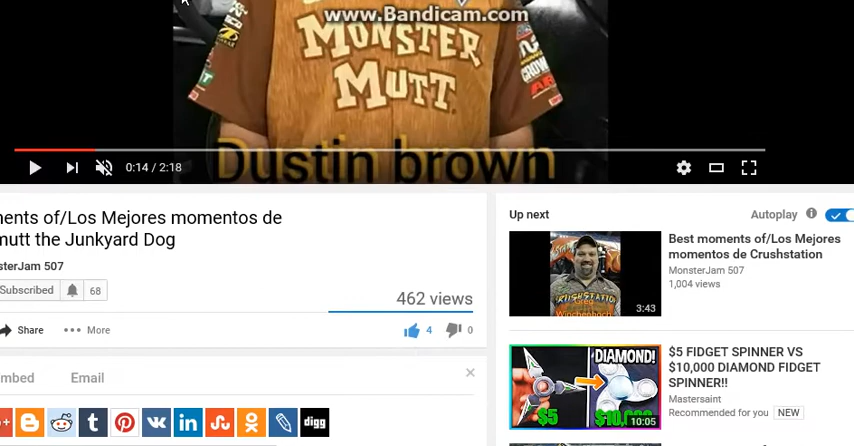 www.Bandicam.com
MONSTER
MUTT
Dustin brown
0:14 / 2:18
ments of/Los Mejores momentos de
mutt the Junkyard Dog
sterJam 507
Subscribed
68
462 views
Share
More
4
0
mbed
Email
digg
Up next
Autoplay
Best moments of/Los Mejores
momentos de Crushstation
MonsterJam 507
1,004 views
3:43
$5 FIDGET SPINNER VS
$10,000 DIAMOND FIDGET
SPINNER!!
Mastersaint
Recommended for you NEW
DIAMOND!
$5
10:05